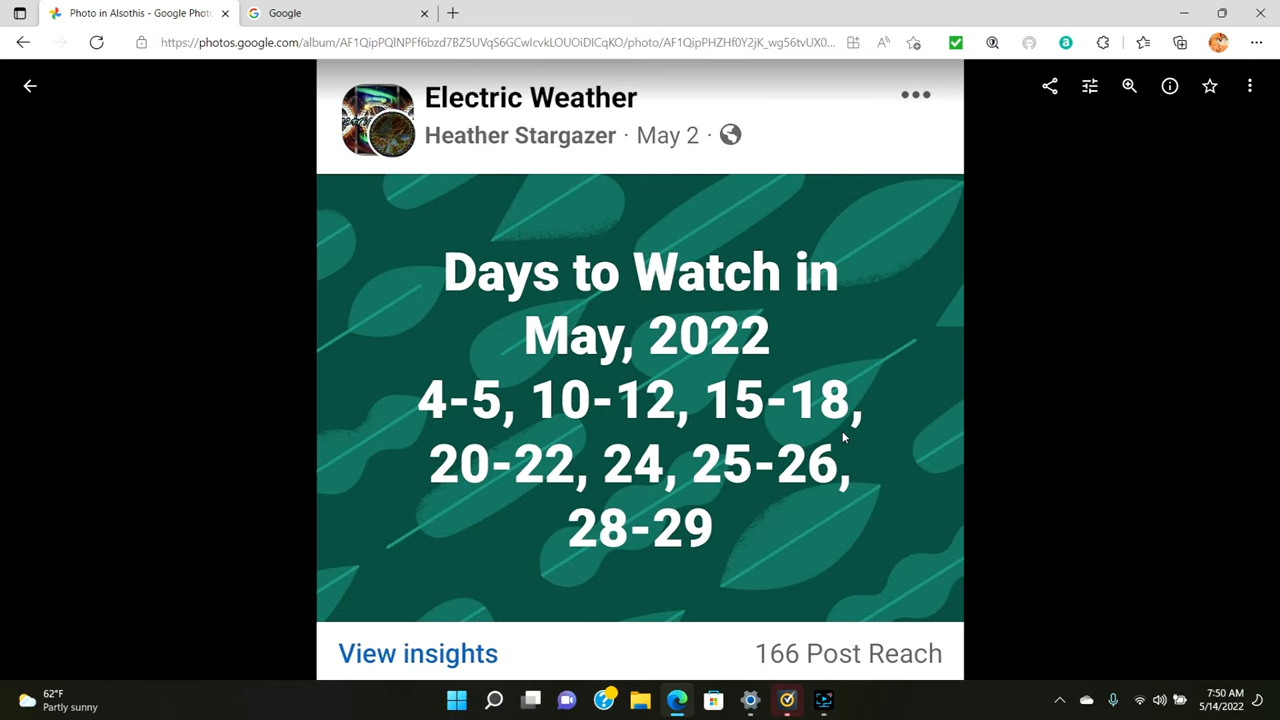 Photo in Alsothis - Google Photo
Google
https://photos.google.com/album/AF1QipPQlNPFf6bzd7BZ5UVqS6GCwIcvkLOUOiDICqKO/photo/AF1QipPHZHf0Y2jK_wg56tvUX0...
Electric Weather
Heather Stargazer · May 2 ·
Days to Watch in
May, 2022
4-5, 10-12, 15-18,
20-22, 24, 25-26,
28-29
View insights
166 Post Reach
62°F
Partly sunny
7:50 AM
5/14/2022